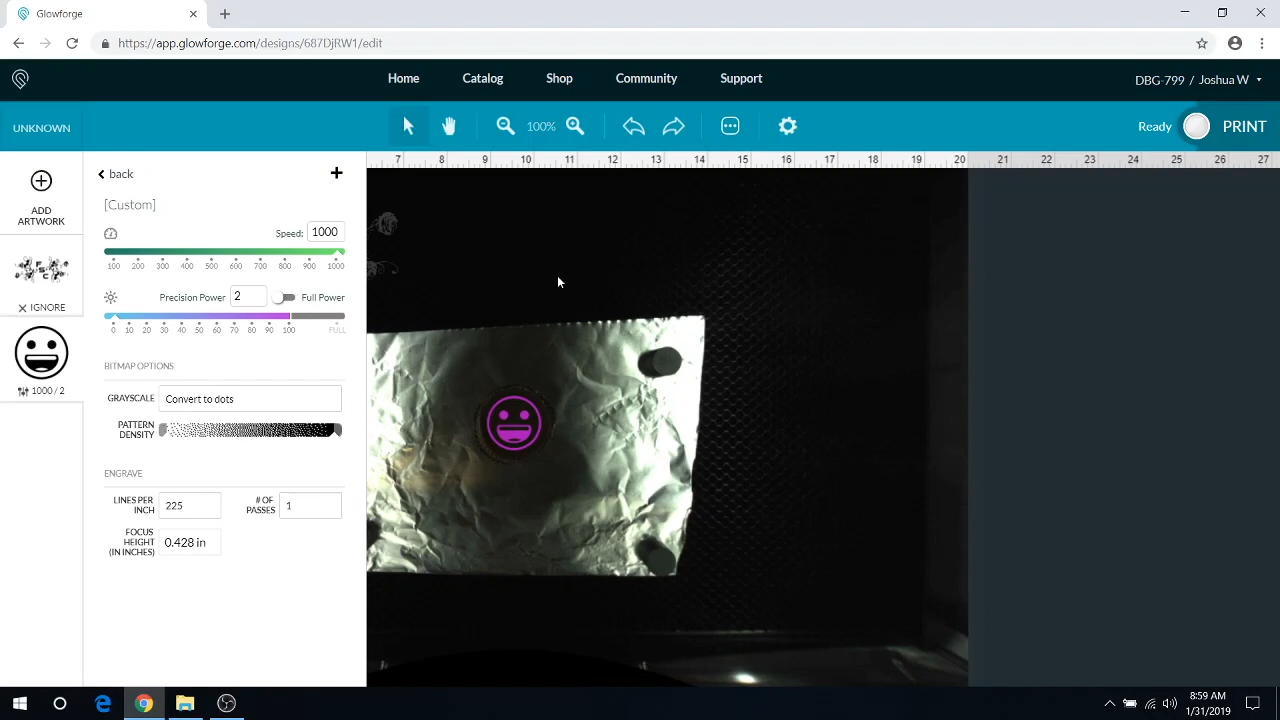 Glowforge
https://app.glowforge.com/designs/687DjRW1/edit
Home Catalog Shop Community Support
DBG-799 / Joshua W
UNKNOWN
100%
Ready PRINT
7 8 9 10 11 12 13 14 15 16 17 18 19 20 21 22 23 24 25 26 27
ADD
ARTWORK
IGNORE
1000 / 2
back
[Custom]
Speed: 1000
100 200 300 400 500 600 700 800 900 1000
Precision Power 2 Full Power
0 10 20 30 40 50 60 70 80 90 100 FULL
BITMAP OPTIONS
GRAYSCALE Convert to dots
PATTERN
DENSITY
ENGRAVE
LINES PER
INCH
225
# OF
PASSES
1
FOCUS
HEIGHT
(IN INCHES)
0.428 in
8:59 AM
1/31/2019